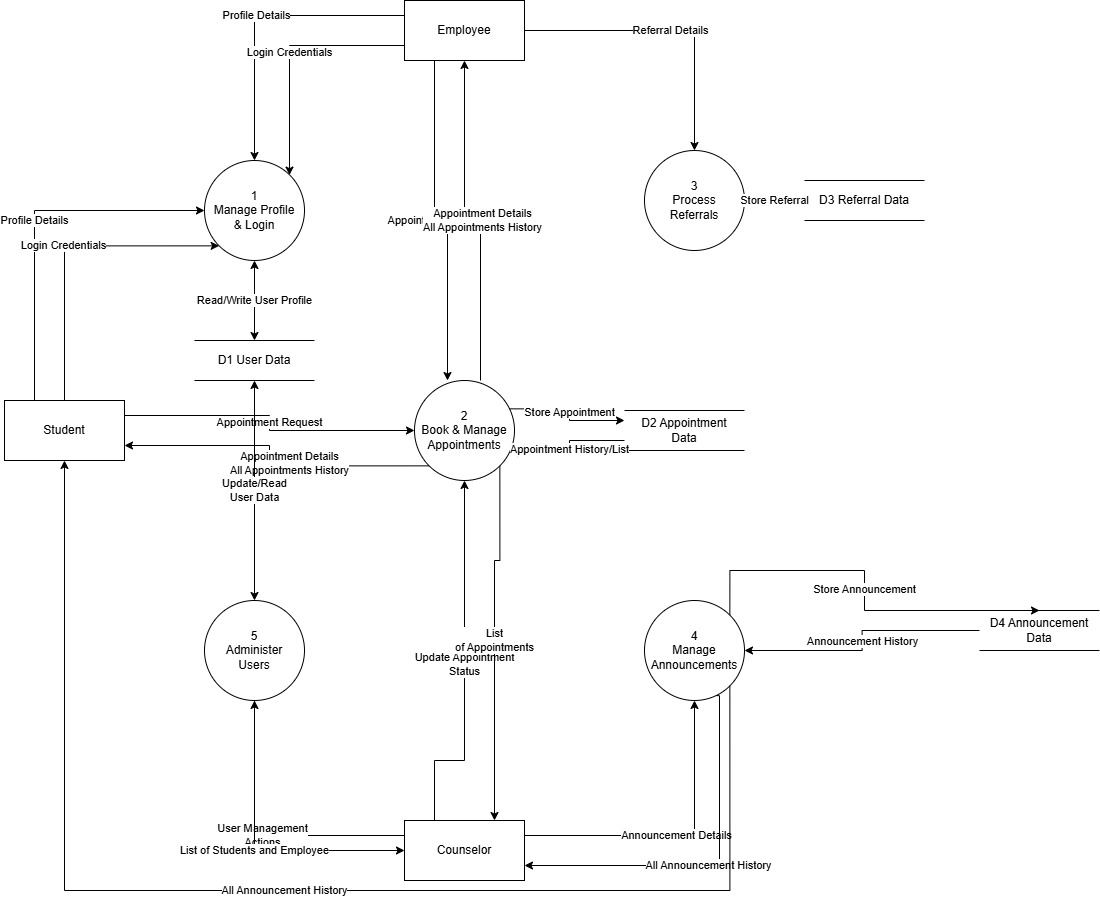 Profile Details
Employee
Referral Details
Login Credentials
1
Manage Profile
& Login
3
Process
Referrals
Store Referral
D3 Referral Data
Profile Details
Login Credentials
Appointment Details
All Appointments History
Read/Write User Profile
D1 User Data
Student
Appointment Request
2
Book & Manage
Appointments
Store Appointment
D2 Appointment
Data
Appointment History/List
Appointment Details
All Appointments History
Update/Read
User Data
5
Administer
Users
List
of Appointments
Update Appointment
Status
4
Manage
Announcements
Store Announcement
D4 Announcement
Data
Announcement History
User Management
Actions
List of Students and Employee
Counselor
Announcement Details
All Announcement History
All Announcement History